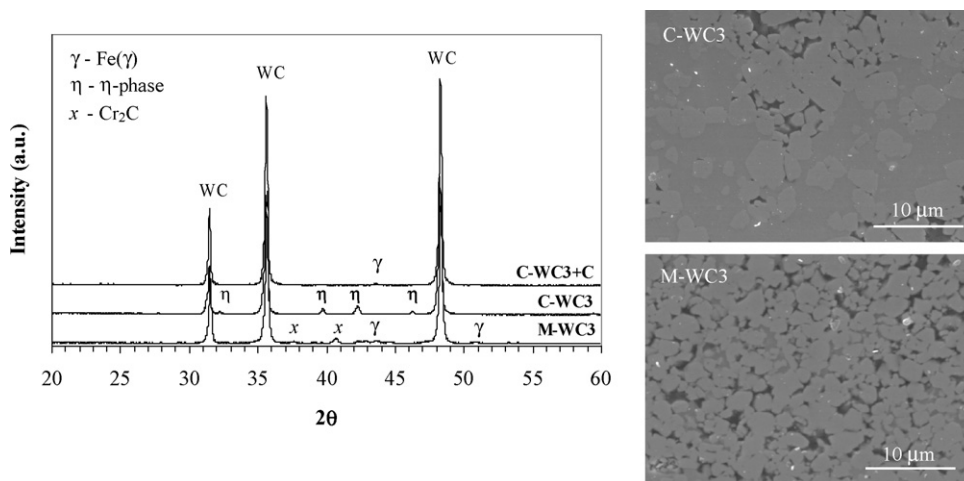 γ - Fe(γ)
η - η-phase
x - Cr₂C
WC
WC
WC
γ
C-WC3+C
η
η
η
η
C-WC3
x
x
γ
γ
M-WC3
Intensity (a.u.)
20 25 30 35 40 45 50 55 60
2θ
C-WC3
10 μm
M-WC3
10 μm